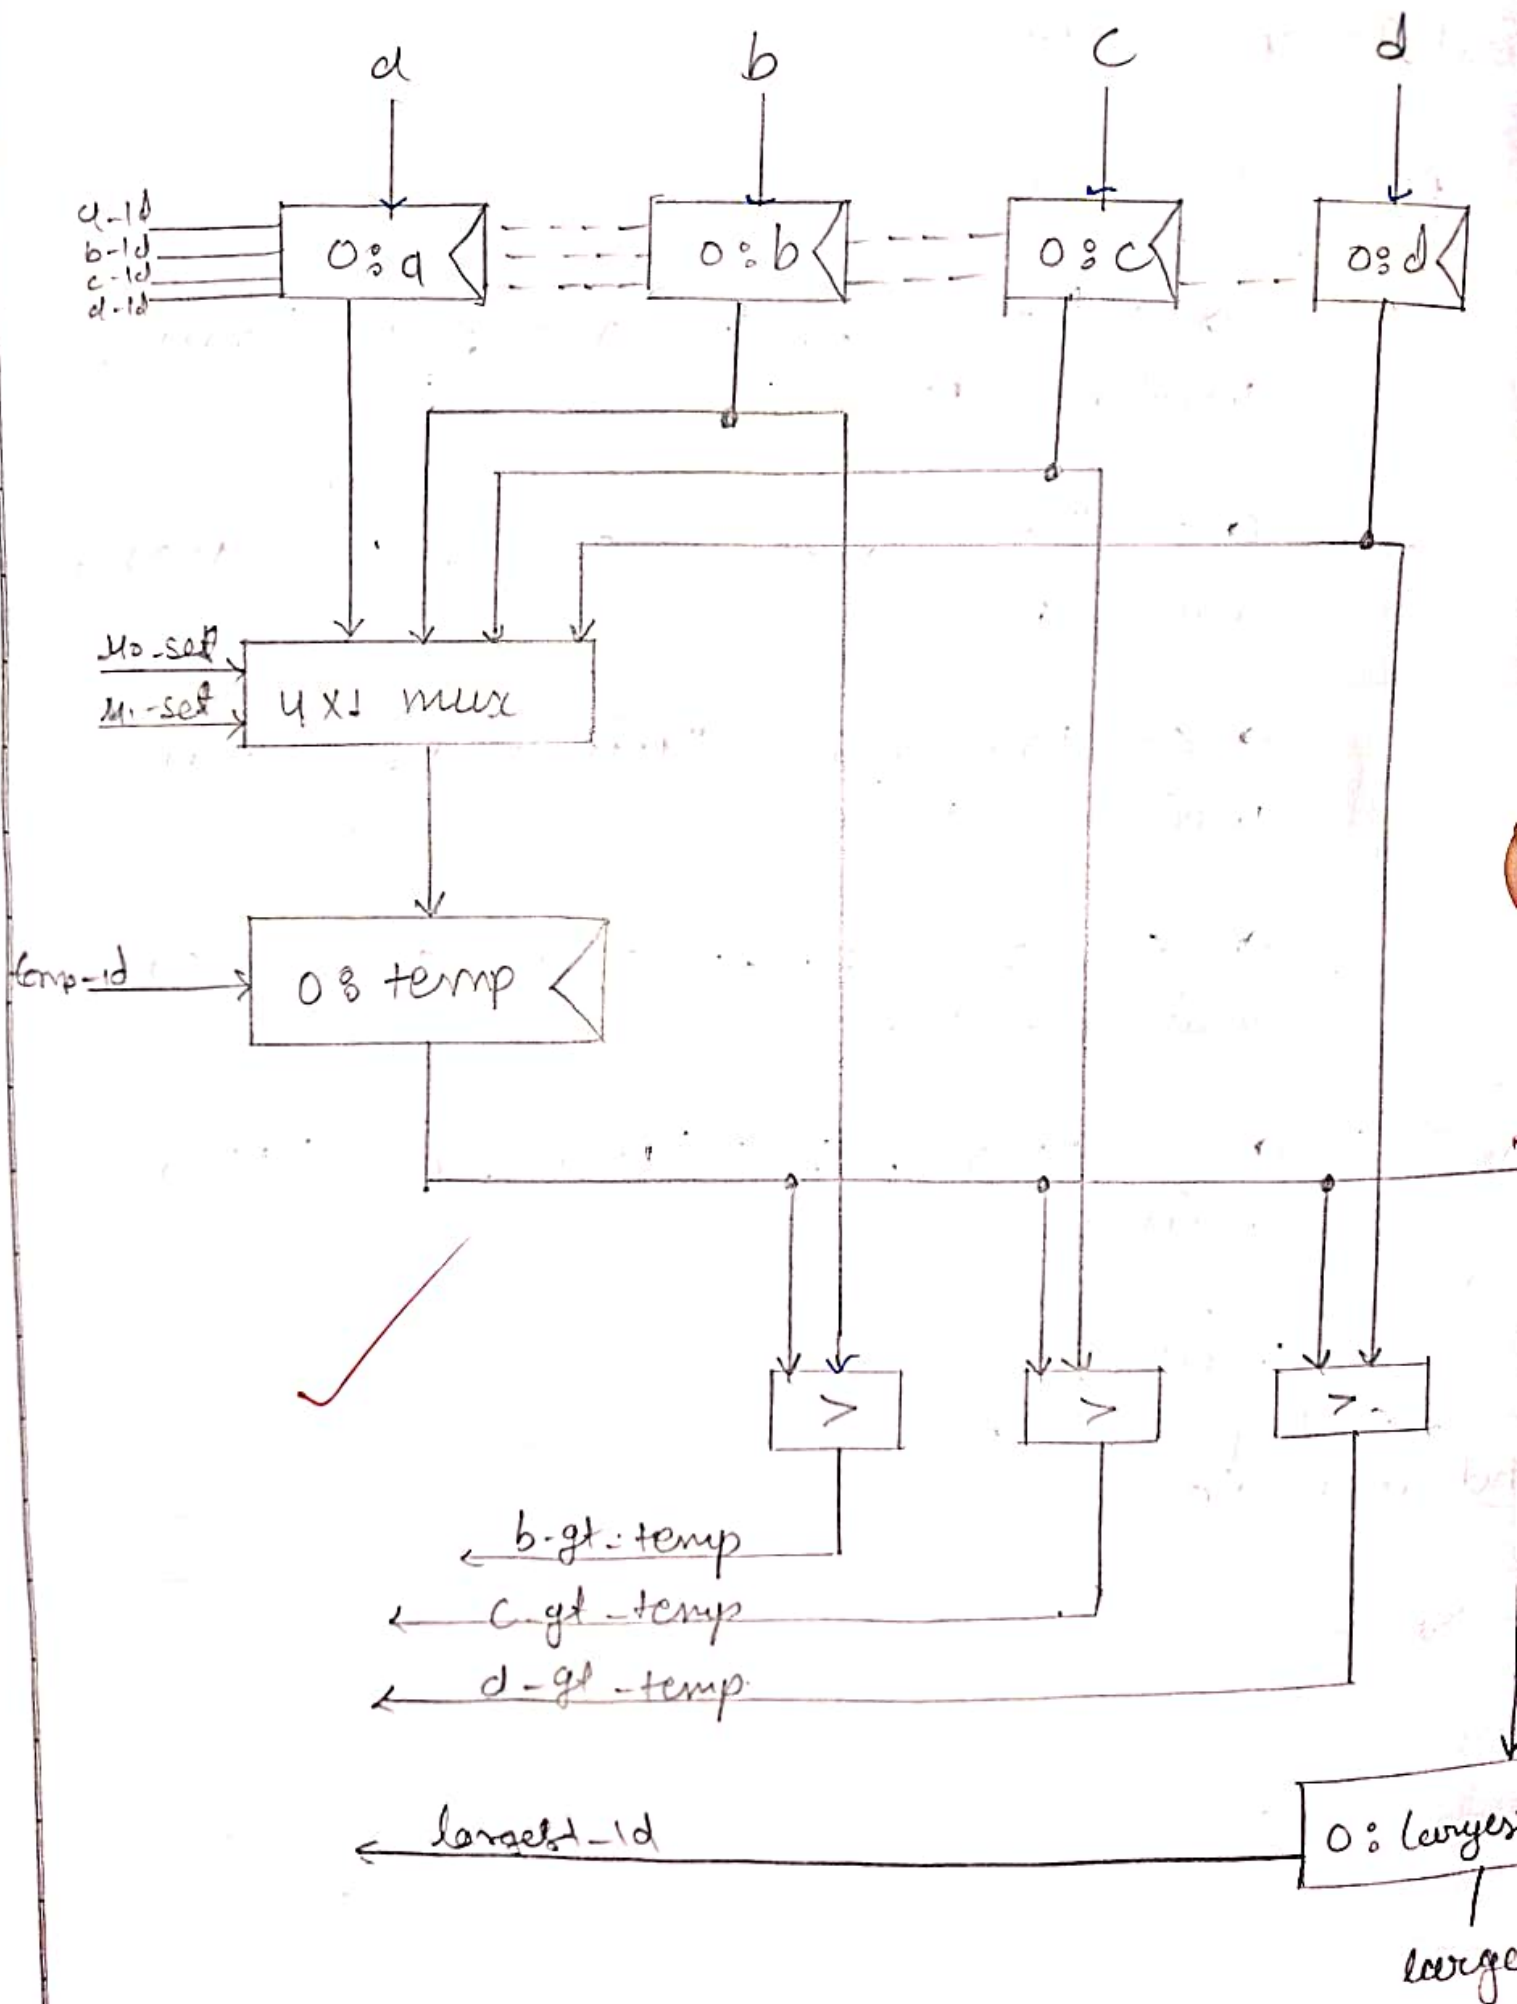 a b c d
a-ld
b-ld
c-ld
d-ld
0:a 0:b 0:c 0:d
M0-sel
M1-sel
4x1 mux
temp-ld
0: temp
> > >
b-gt-temp
c-gt-temp
d-gt-temp
largest-ld
0: larges
large